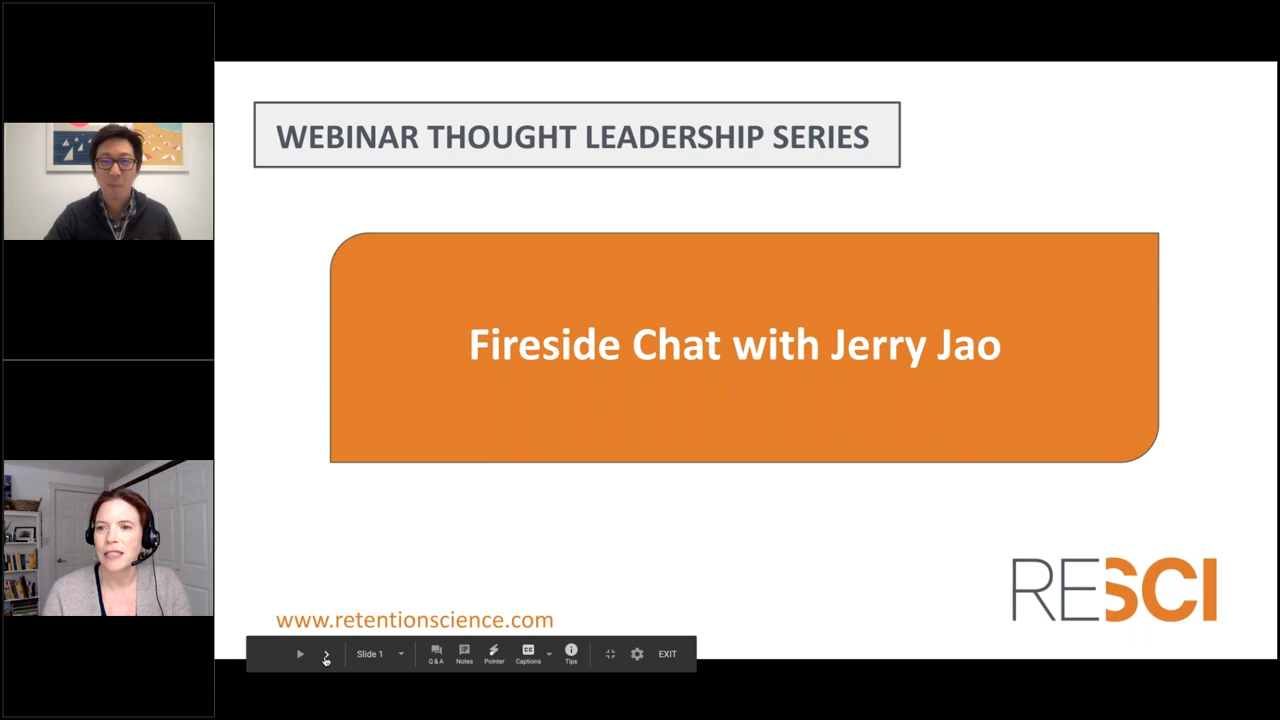 WEBINAR THOUGHT LEADERSHIP SERIES
Fireside Chat with Jerry Jao
RESCI
www.retentionscience.com
Slide 1
Q & A
Notes
Pointer
CC
Captions
Tips
EXIT